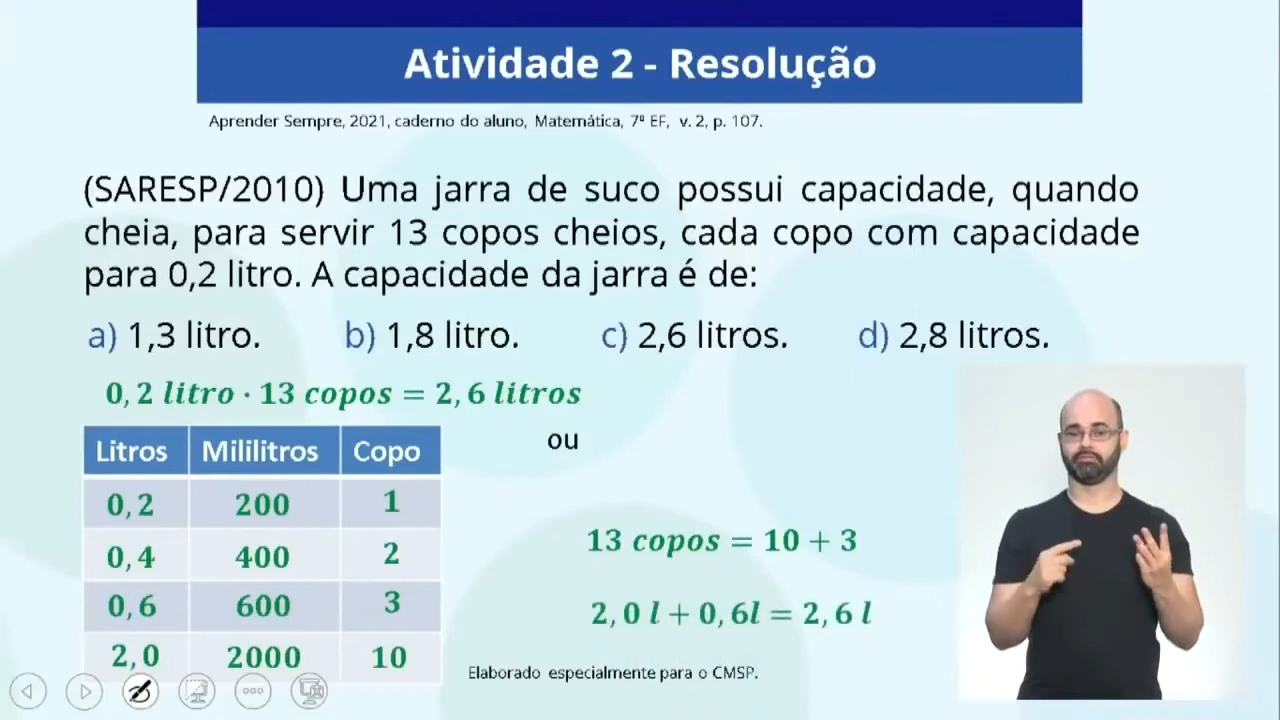 Atividade 2 - Resolução
Aprender Sempre, 2021, caderno do aluno, Matemática, 7º EF, v. 2, p. 107.
(SARESP/2010) Uma jarra de suco possui capacidade, quando
cheia, para servir 13 copos cheios, cada copo com capacidade
para 0,2 litro. A capacidade da jarra é de:
a) 1,3 litro. b) 1,8 litro. c) 2,6 litros. d) 2,8 litros.
0,2 litro · 13 copos = 2,6 litros
ou
Litros Mililitros Copo
0,2 200 1
0,4 400 2
0,6 600 3
2,0 2000 10
13 copos = 10 + 3
2,0 l + 0,6l = 2,6 l
Elaborado especialmente para o CMSP.